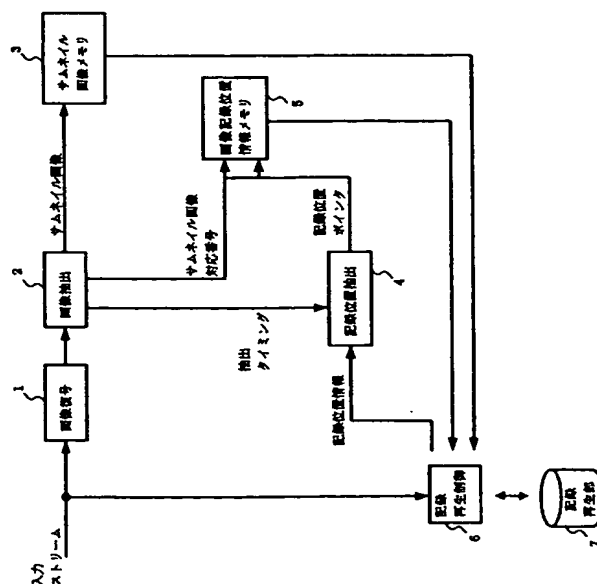 入力
ストリーム
1
画像復号
2
画像抽出
サムネイル画像
3
サムネイル
画像メモリ
サムネイル画像
対応番号
抽出
タイミング
5
画像記録位置
情報メモリ
記録位置
ポインタ
4
記録位置抽出
記録位置情報
記録
再生制御
6
記録
再生部
7